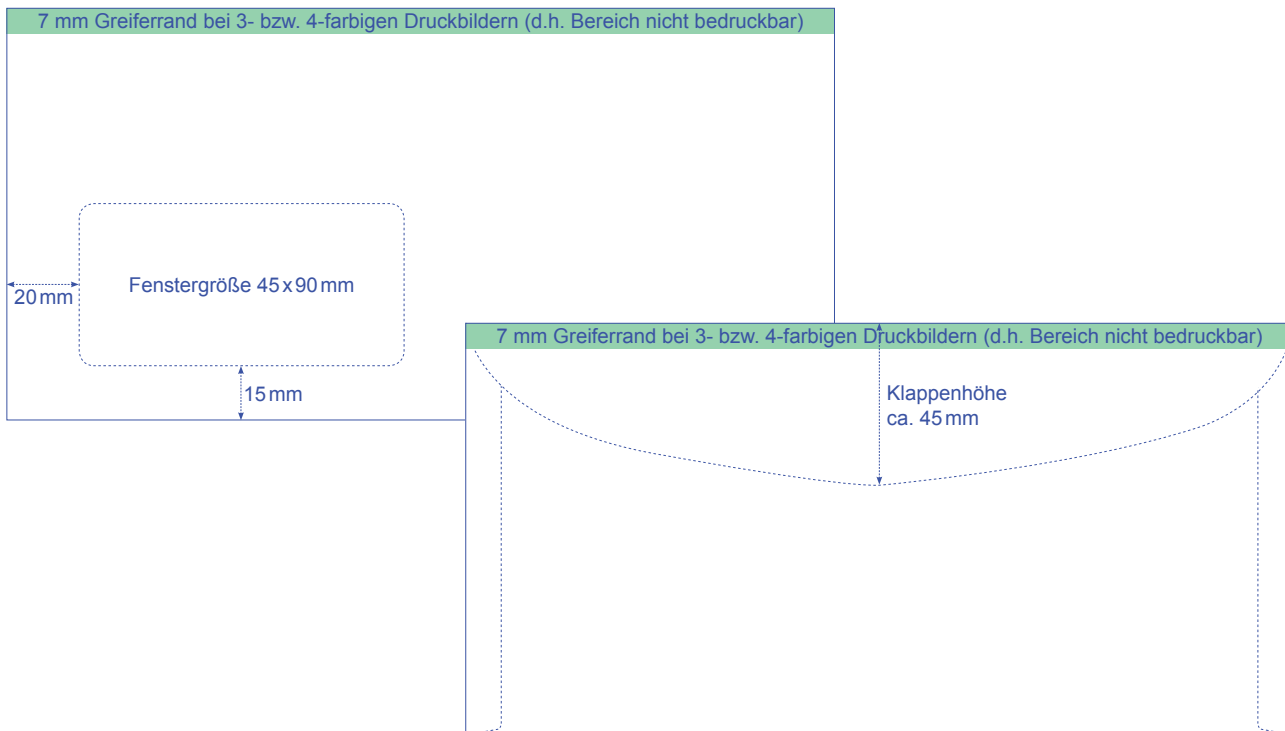 7 mm Greiferrand bei 3- bzw. 4-farbigen Druckbildern (d.h. Bereich nicht bedruckbar)
Fenstergröße 45 x 90 mm
20 mm
15 mm
7 mm Greiferrand bei 3- bzw. 4-farbigen Druckbildern (d.h. Bereich nicht bedruckbar)
Klappenhöhe
ca. 45 mm